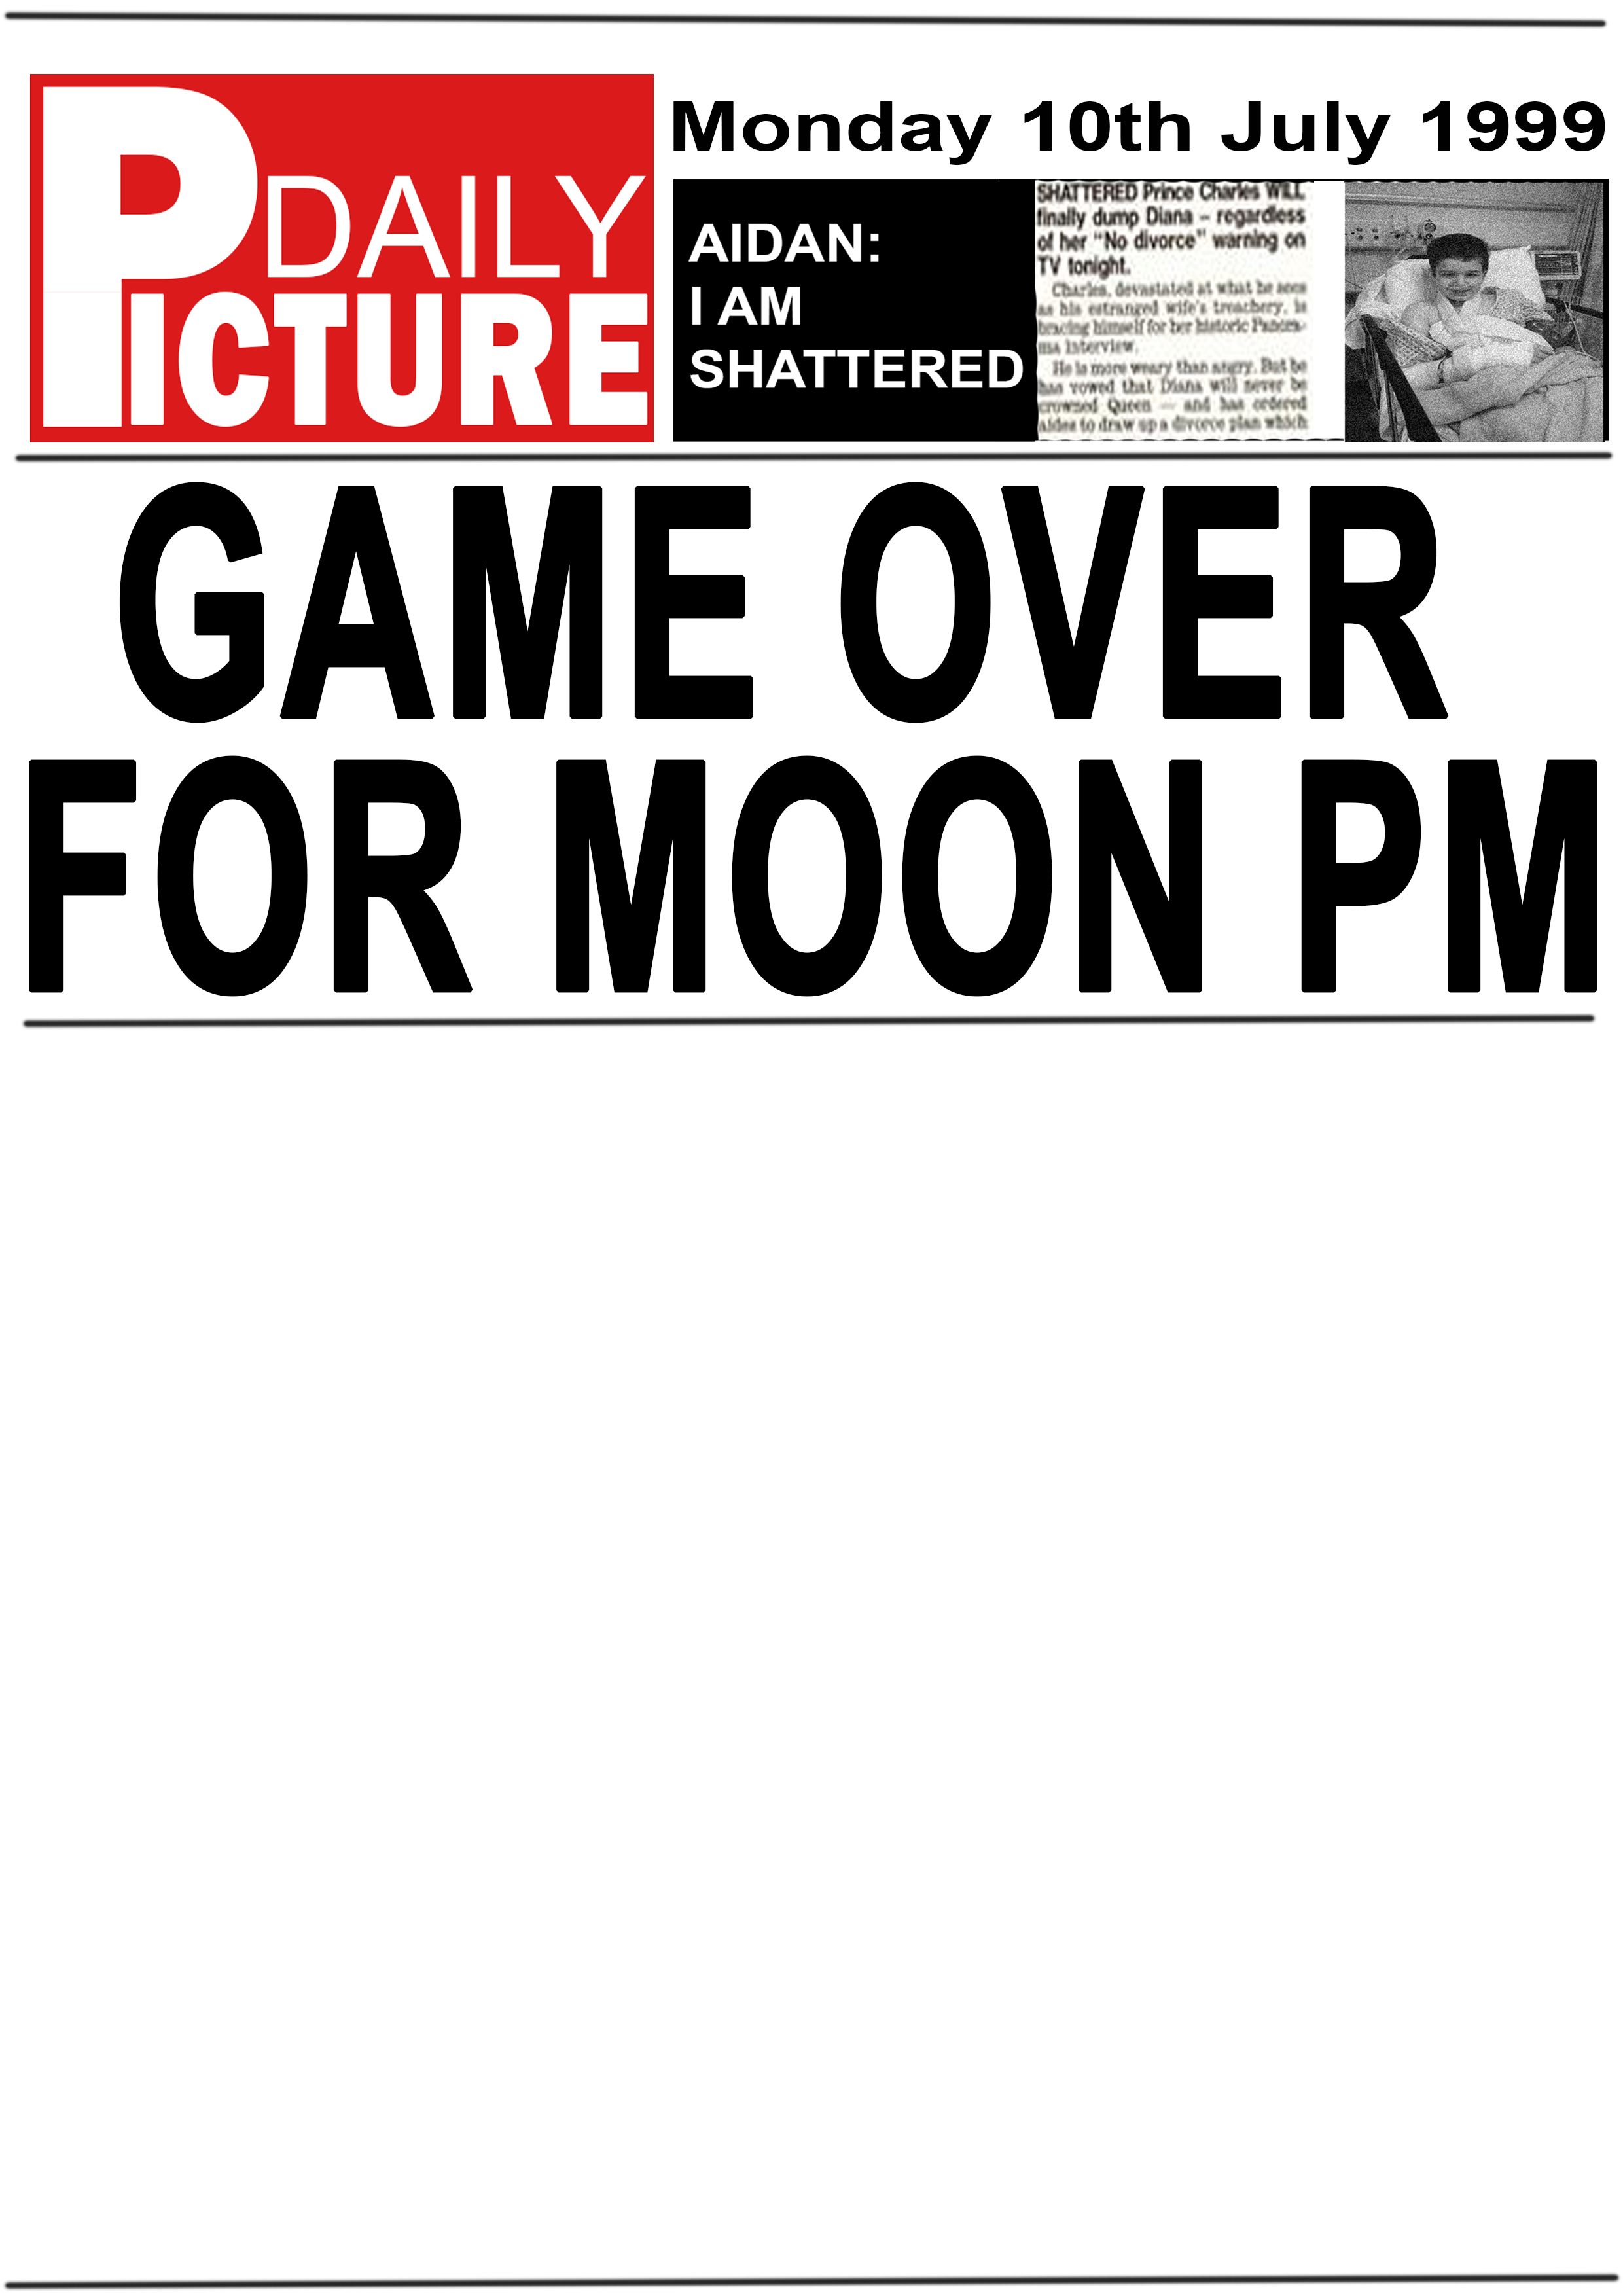 DAILY
PICTURE
Monday 10th July 1999
AIDAN:
I AM
SHATTERED
SHATTERED Prince Charles WILL
finally dump Diana – regardless
of her "No divorce" warning on
TV tonight.
Charles, devastated at what he sees
as his estranged wife's treachery, is
bracing himself for her historic Panora-
ma interview.
He is more weary than angry. But he
has vowed that Diana will never be
crowned Queen — and has ordered
aides to draw up a divorce plan which
GAME OVER
FOR MOON PM